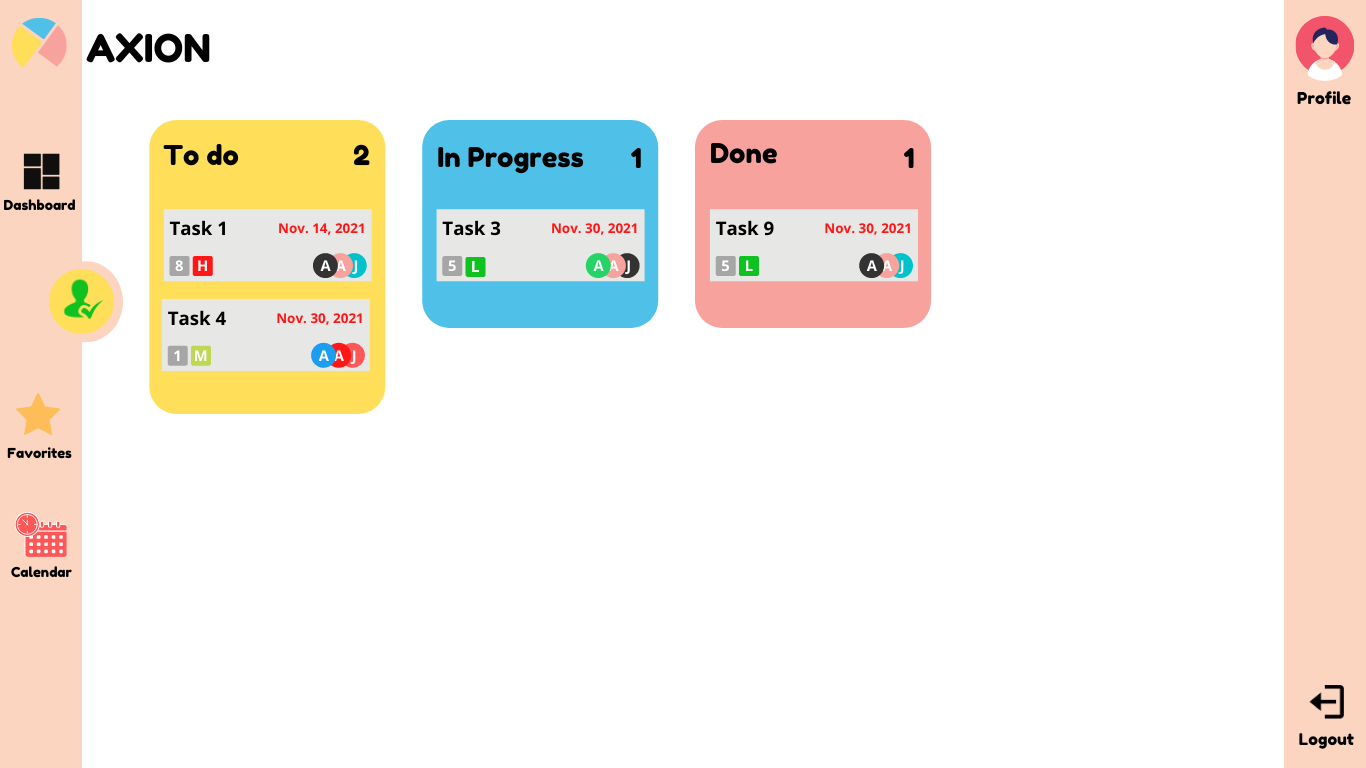 AXION
Profile
To do 2
Task 1 Nov. 14, 2021
8 H A A J
Task 4 Nov. 30, 2021
1 M A A J
In Progress 1
Task 3 Nov. 30, 2021
5 L A A J
Done 1
Task 9 Nov. 30, 2021
5 L A A J
Dashboard
Favorites
Calendar
Logout